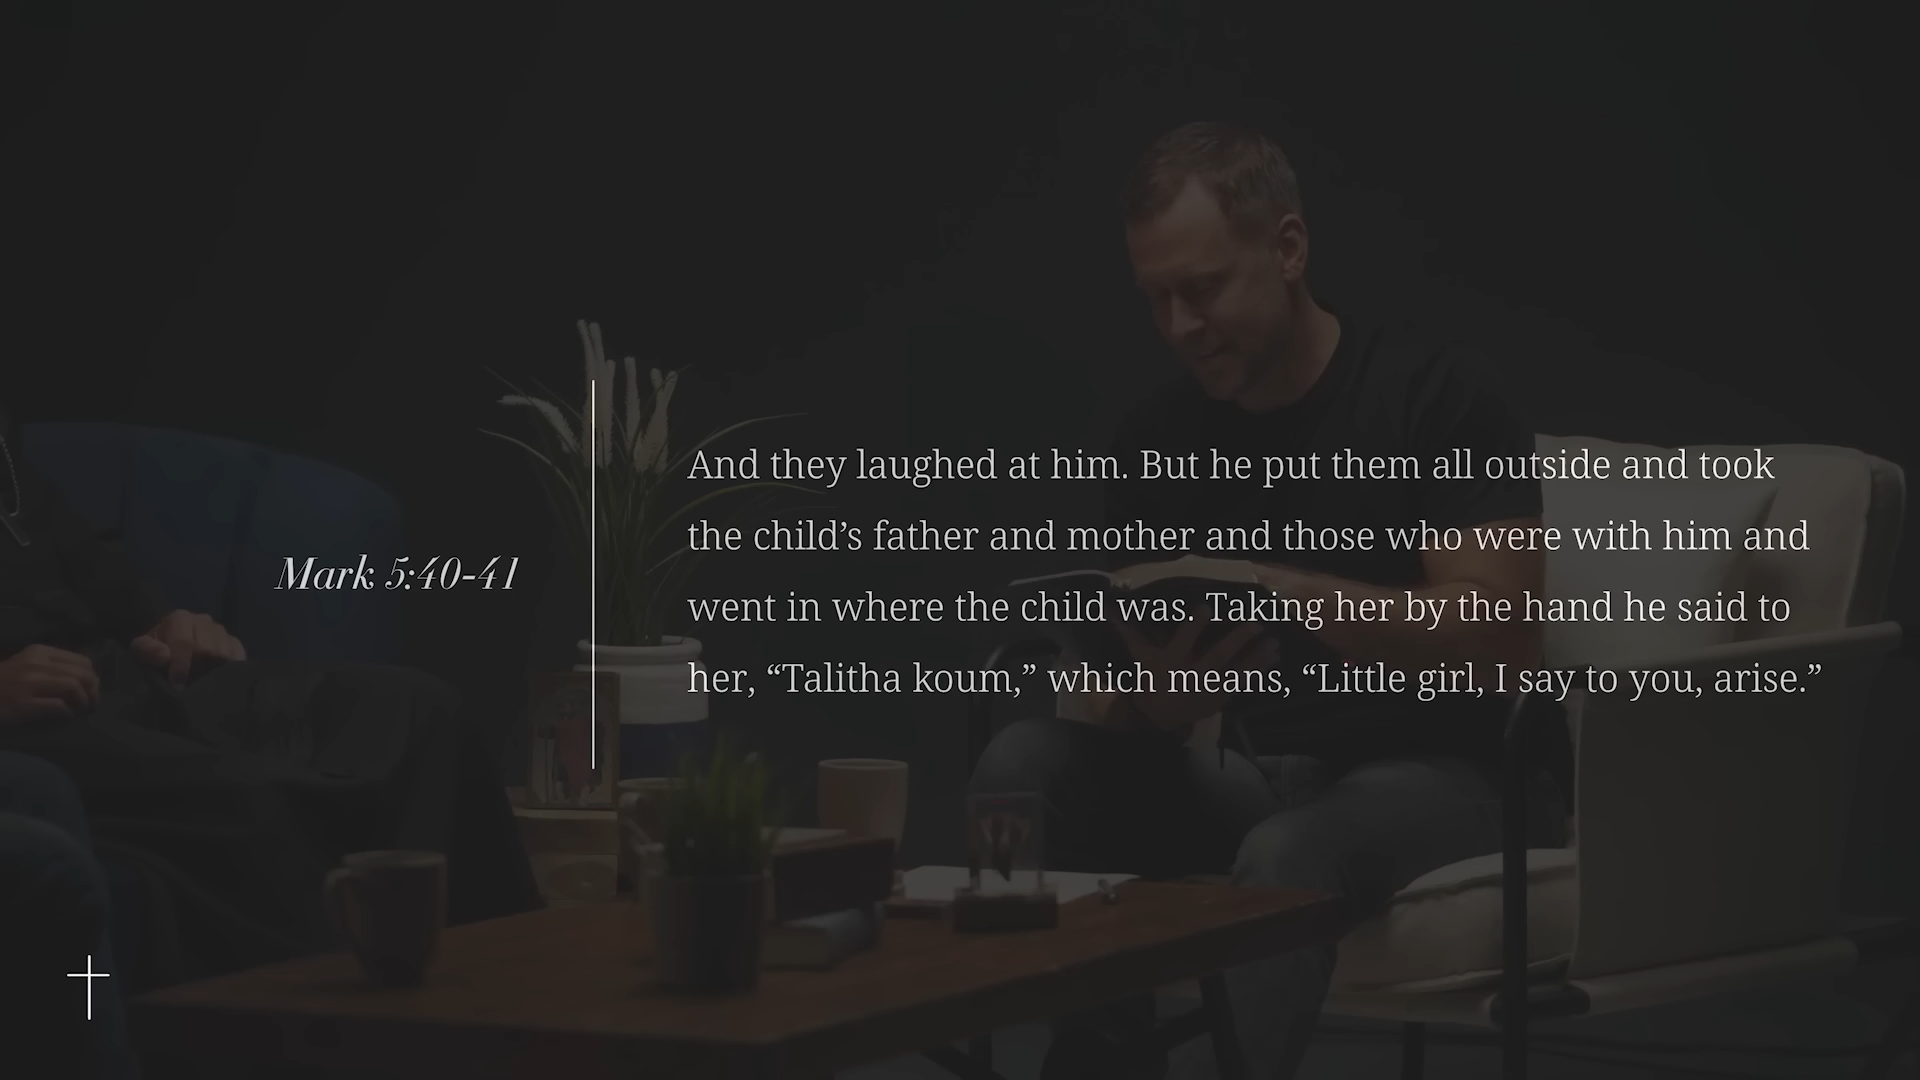 Mark 5:40-41
And they laughed at him. But he put them all outside and took
the child’s father and mother and those who were with him and
went in where the child was. Taking her by the hand he said to
her, “Talitha koum,” which means, “Little girl, I say to you, arise.”